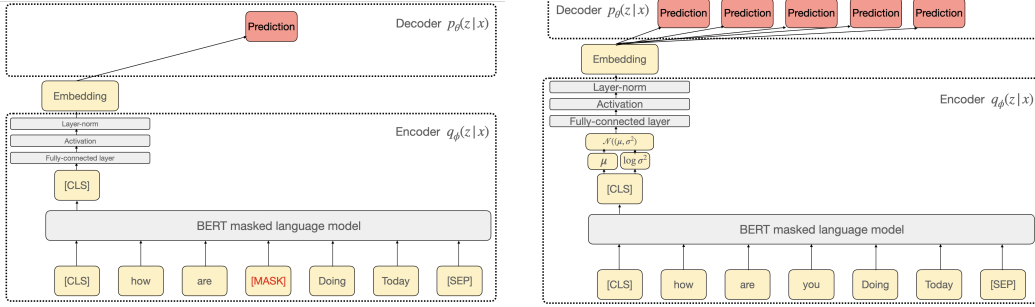 Decoder pθ(z|x)
Prediction
Embedding
Layer-norm
Activation
Fully-connected layer
Encoder qϕ(z|x)
[CLS]
BERT masked language model
[CLS] how are [MASK] Doing Today [SEP]
Decoder pθ(z|x)
Prediction Prediction Prediction Prediction Prediction
Embedding
Layer-norm
Activation
Fully-connected layer
Encoder qϕ(z|x)
𝒩((μ, σ²)
μ log σ²
[CLS]
BERT masked language model
[CLS] how are you Doing Today [SEP]